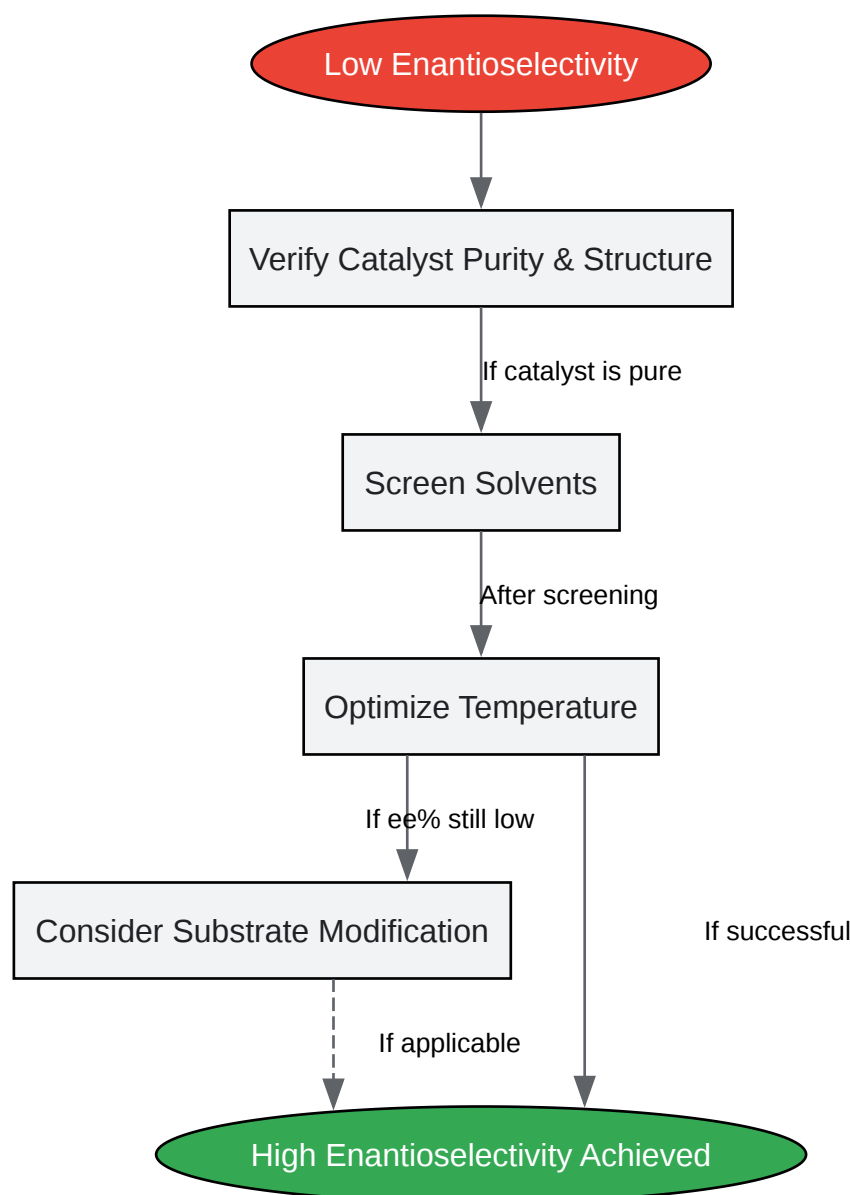 Low Enantioselectivity
Verify Catalyst Purity & Structure
If catalyst is pure
Screen Solvents
After screening
Optimize Temperature
If ee% still low
Consider Substrate Modification
If successful
If applicable
High Enantioselectivity Achieved